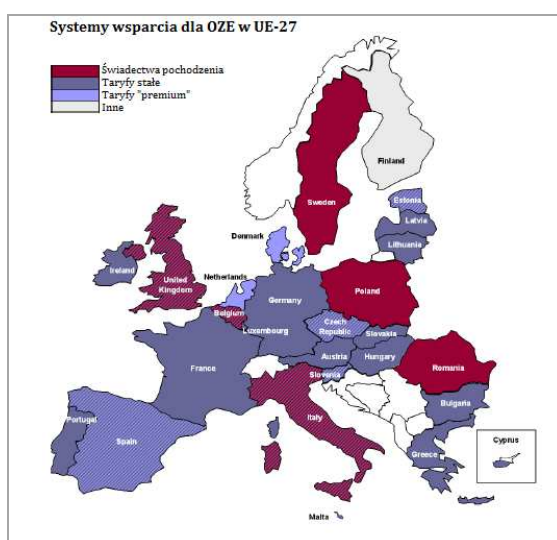 Systemy wsparcia dla OZE w UE-27
Świadectwa pochodzenia
Taryfy stałe
Taryfy "premium"
Inne
Finland
Sweden
Estonia
Latvia
Lithuania
Denmark
Ireland
United
Kingdom
Netherlands
Belgium
Germany
Poland
Luxembourg
Czech
Republic
Slovakia
France
Austria
Hungary
Slovenia
Romania
Italy
Bulgaria
Portugal
Spain
Greece
Cyprus
Malta